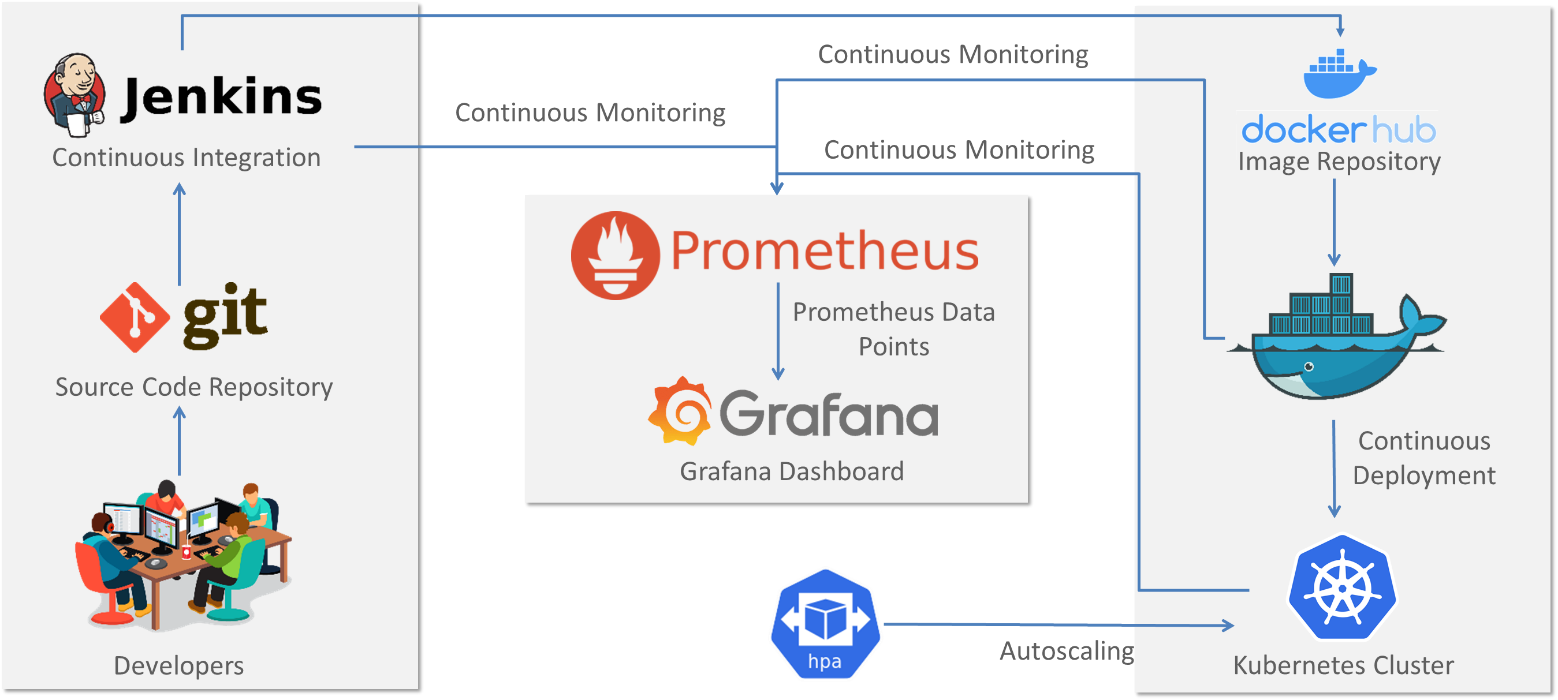 Jenkins
Continuous Integration
git
Source Code Repository
Developers
Continuous Monitoring
Continuous Monitoring
Continuous Monitoring
Prometheus
Prometheus Data
Points
Grafana
Grafana Dashboard
hpa
Autoscaling
docker hub
Image Repository
Continuous
Deployment
Kubernetes Cluster